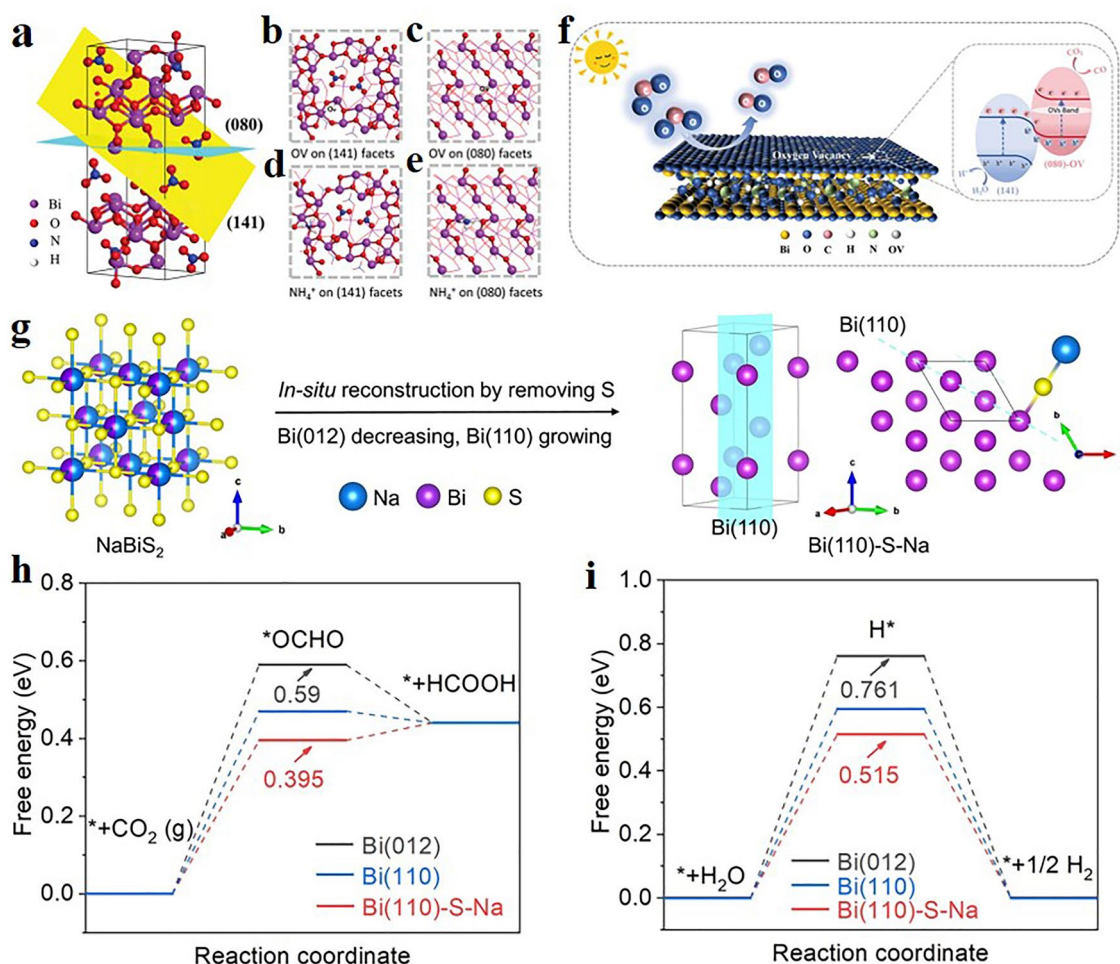 a
(080)
(141)
Bi
O
N
H
b
c
OV on (141) facets
OV on (080) facets
d
e
NH₄⁺ on (141) facets
NH₄⁺ on (080) facets
f
Oxygen Vacancy
CO₂
CO
OVs Band
(080)-OV
H₂O
(141)
Bi O C H N OV
g
NaBiS₂
a
b
c
In-situ reconstruction by removing S
Bi(012) decreasing, Bi(110) growing
Na Bi S
Bi(110)
Bi(110)
c
a
b
b
Bi(110)-S-Na
h
Free energy (eV)
0.8
0.6
0.4
0.2
0.0
*OCHO
0.59
0.395
*+HCOOH
*+CO₂ (g)
Bi(012)
Bi(110)
Bi(110)-S-Na
Reaction coordinate
i
Free energy (eV)
1.0
0.8
0.6
0.4
0.2
0.0
H*
0.761
0.515
*+H₂O
*+1/2 H₂
Bi(012)
Bi(110)
Bi(110)-S-Na
Reaction coordinate